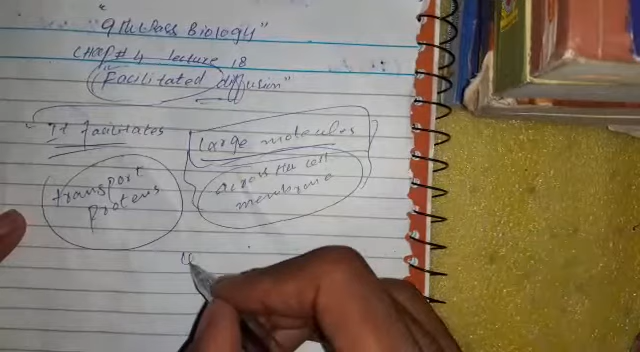 "9th class Biology"
CHAP # 4 lecture 18
"Facilitated diffusion"
It facilitates
Large molecules
across the cell
membrane
transport
proteins